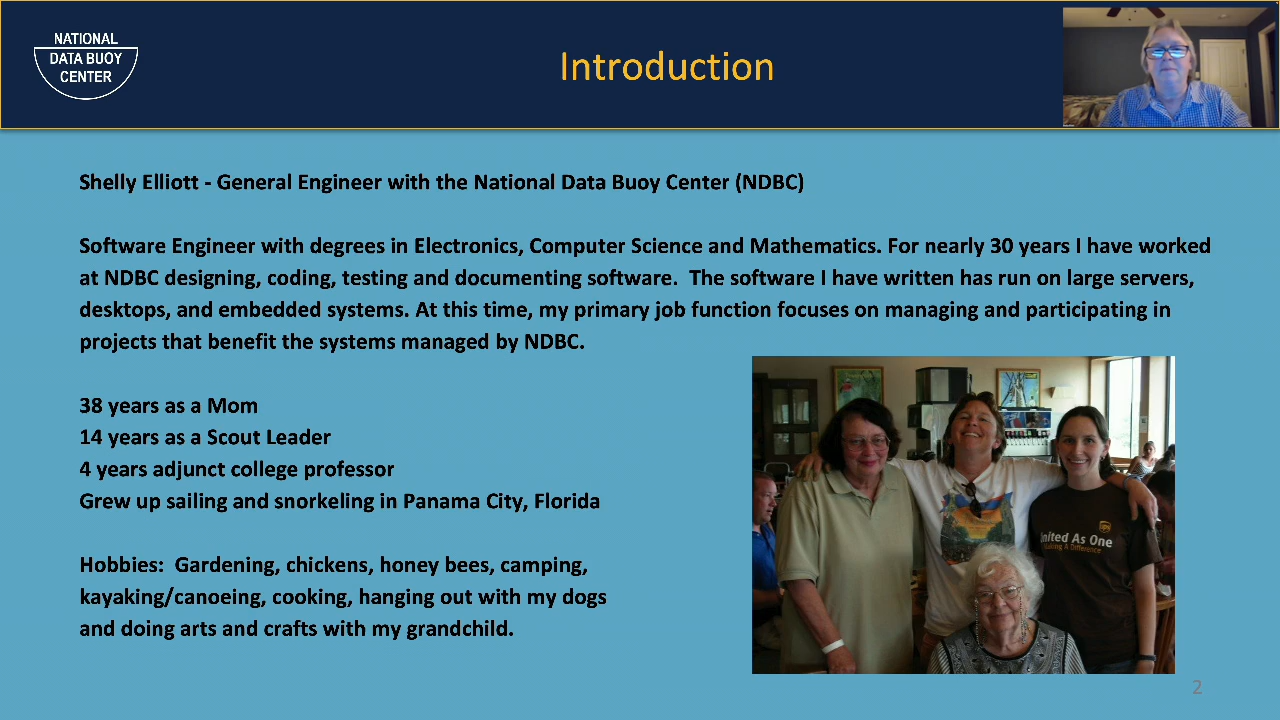 NATIONAL
DATA BUOY
CENTER
Introduction
Shelly Elliott - General Engineer with the National Data Buoy Center (NDBC)
Software Engineer with degrees in Electronics, Computer Science and Mathematics. For nearly 30 years I have worked
at NDBC designing, coding, testing and documenting software.  The software I have written has run on large servers,
desktops, and embedded systems. At this time, my primary job function focuses on managing and participating in
projects that benefit the systems managed by NDBC.
38 years as a Mom
14 years as a Scout Leader
4 years adjunct college professor
Grew up sailing and snorkeling in Panama City, Florida
Hobbies:  Gardening, chickens, honey bees, camping,
kayaking/canoeing, cooking, hanging out with my dogs
and doing arts and crafts with my grandchild.
ups
United As One
Making A Difference
2